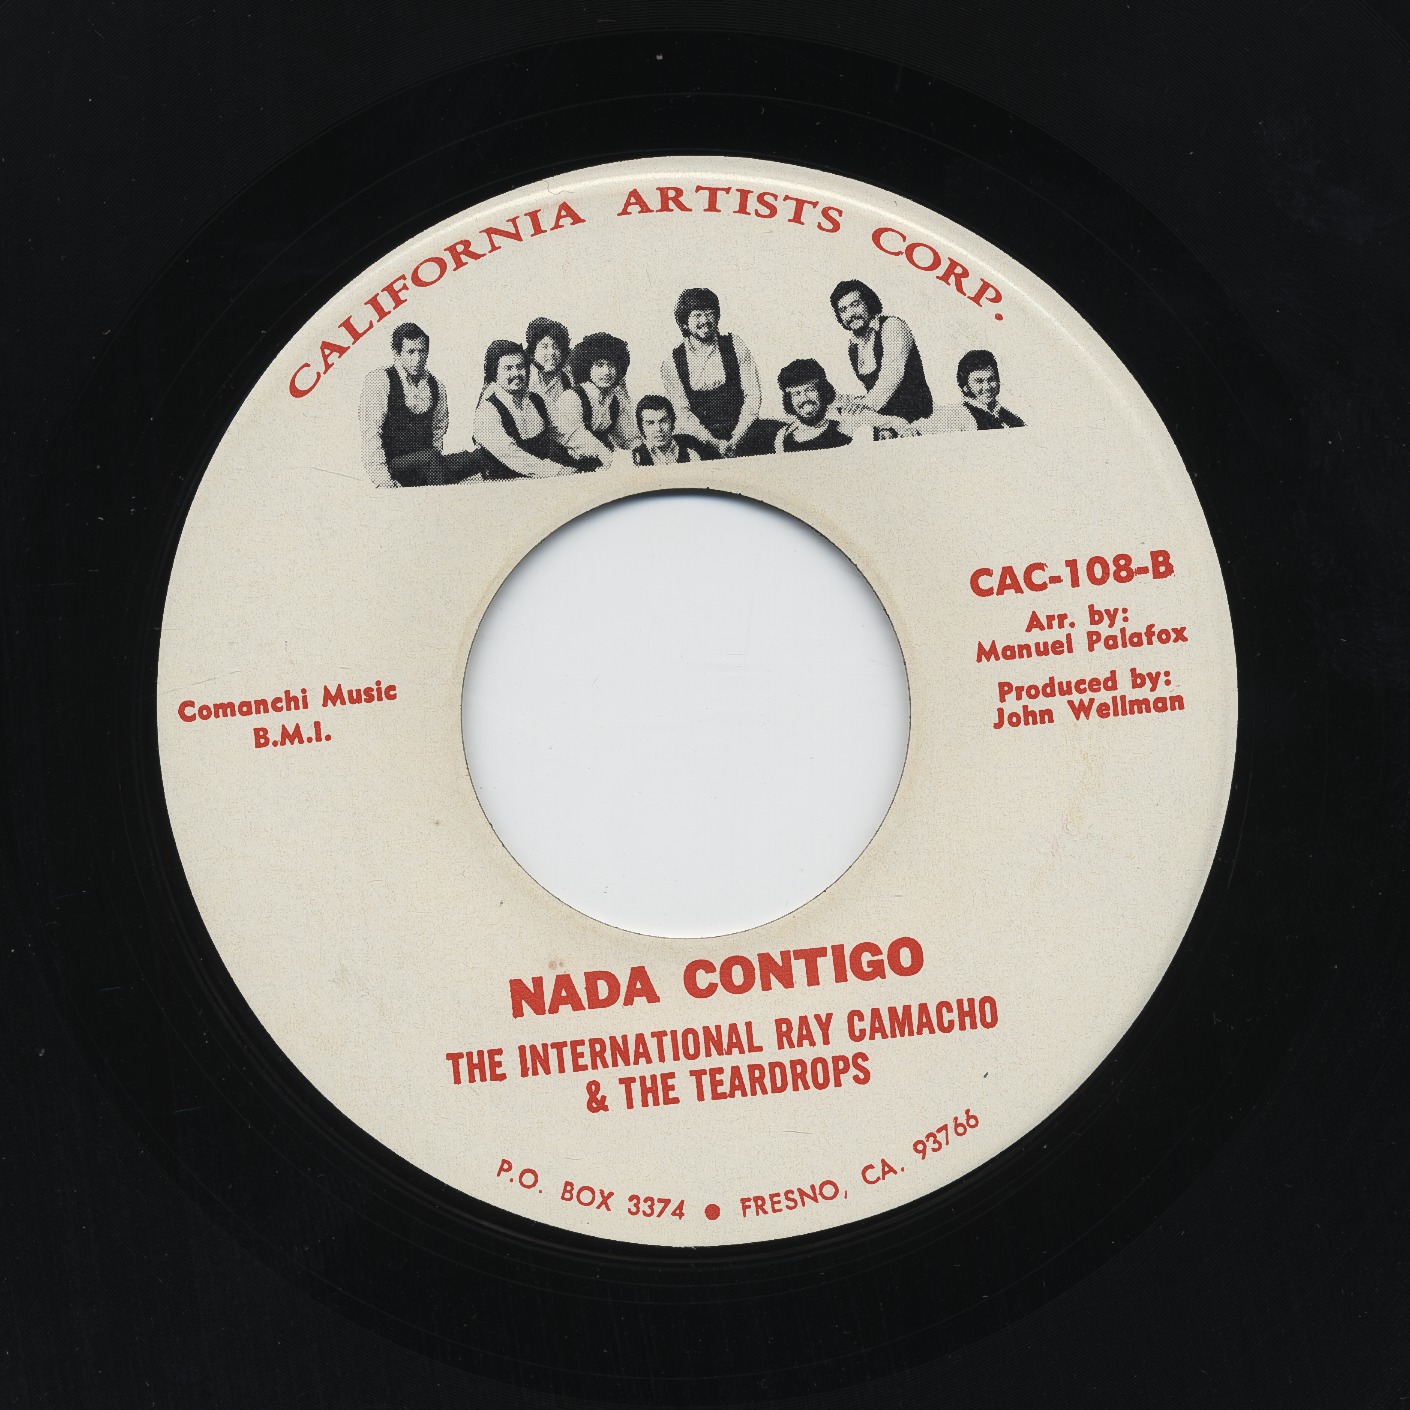 CALIFORNIA ARTISTS CORP.
CAC-108-B
Arr. by:
Manuel Palafox
Produced by:
John Wellman
Comanchi Music
B.M.I.
NADA CONTIGO
THE INTERNATIONAL RAY CAMACHO
& THE TEARDROPS
P.O. BOX 3374 • FRESNO, CA. 93766